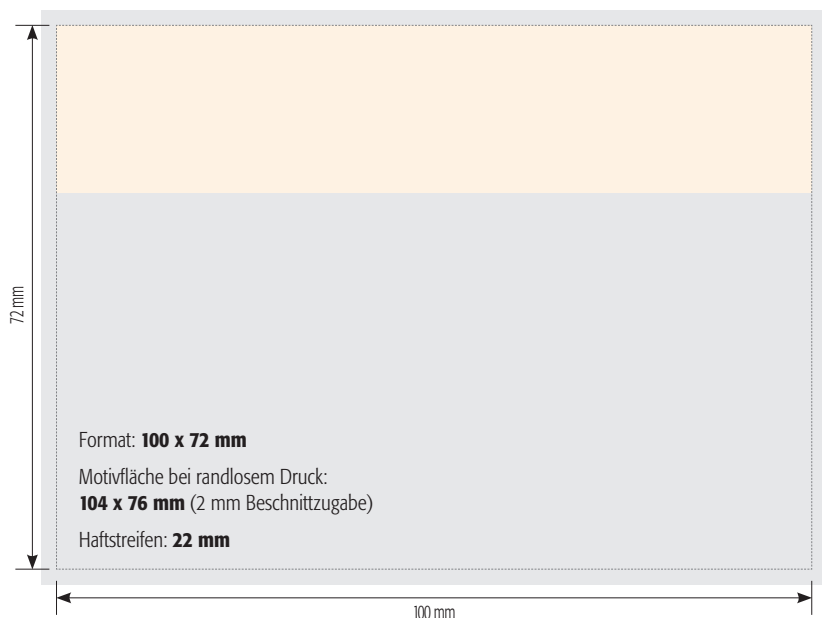 72 mm
Format: 100 x 72 mm
Motivfläche bei randlosem Druck:
104 x 76 mm (2 mm Beschnittzugabe)
Haftstreifen: 22 mm
100 mm